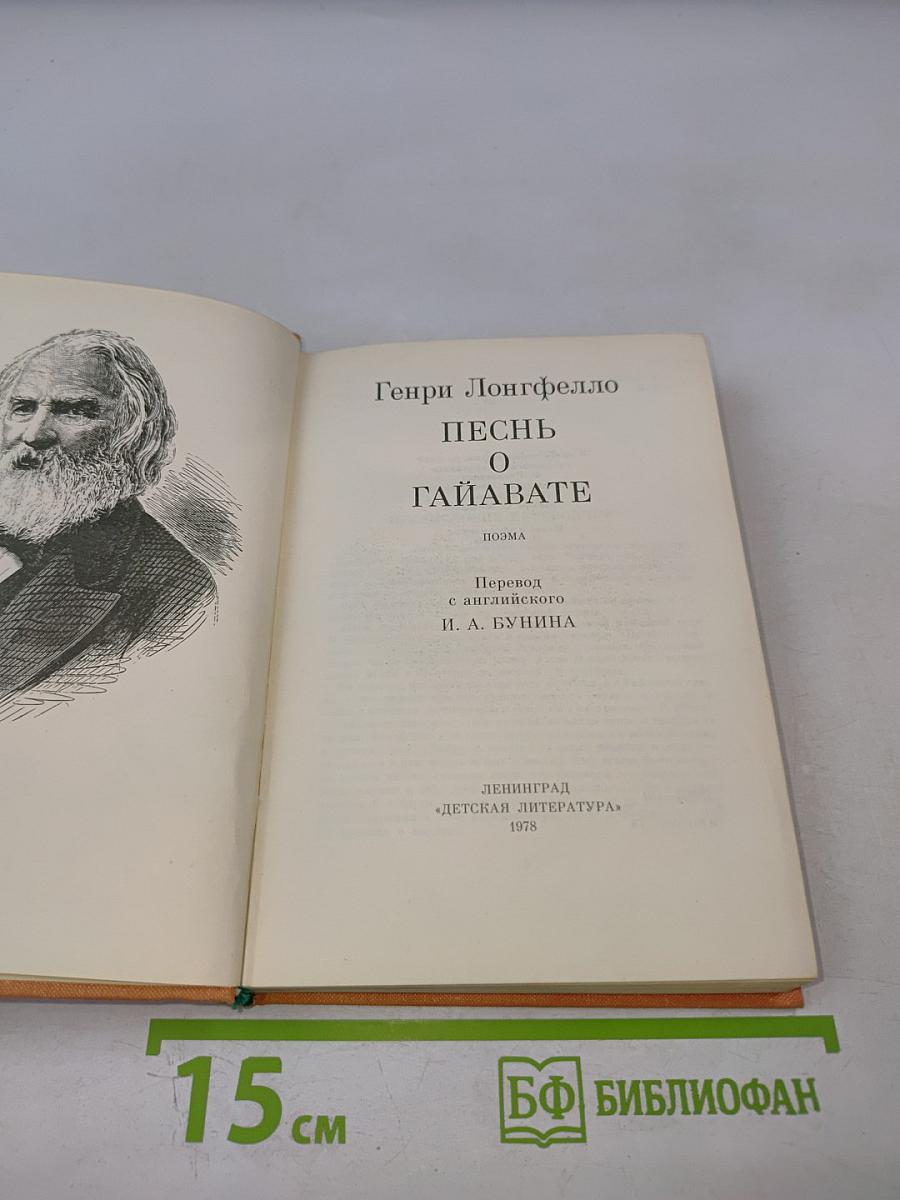 Генри Лонгфелло
ПЕСНЬ
О
ГАЙАВАТЕ
ПОЭМА
Перевод
с английского
И. А. БУНИНА
ЛЕНИНГРАД
«ДЕТСКАЯ ЛИТЕРАТУРА»
1978
15 см
БФ БИБЛИОФАН